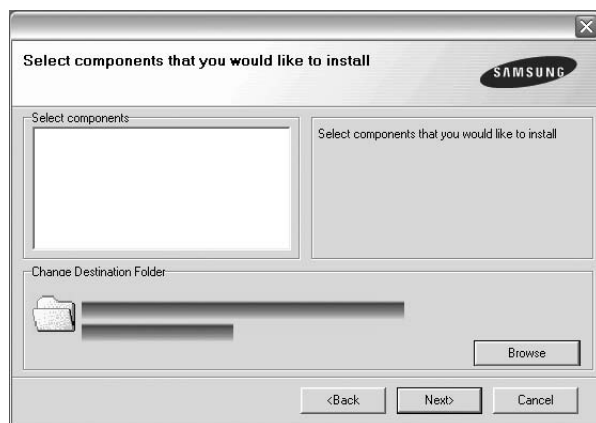 Select components that you would like to install
SAMSUNG
Select components
Select components that you would like to install
Change Destination Folder
Browse
<Back
Next>
Cancel